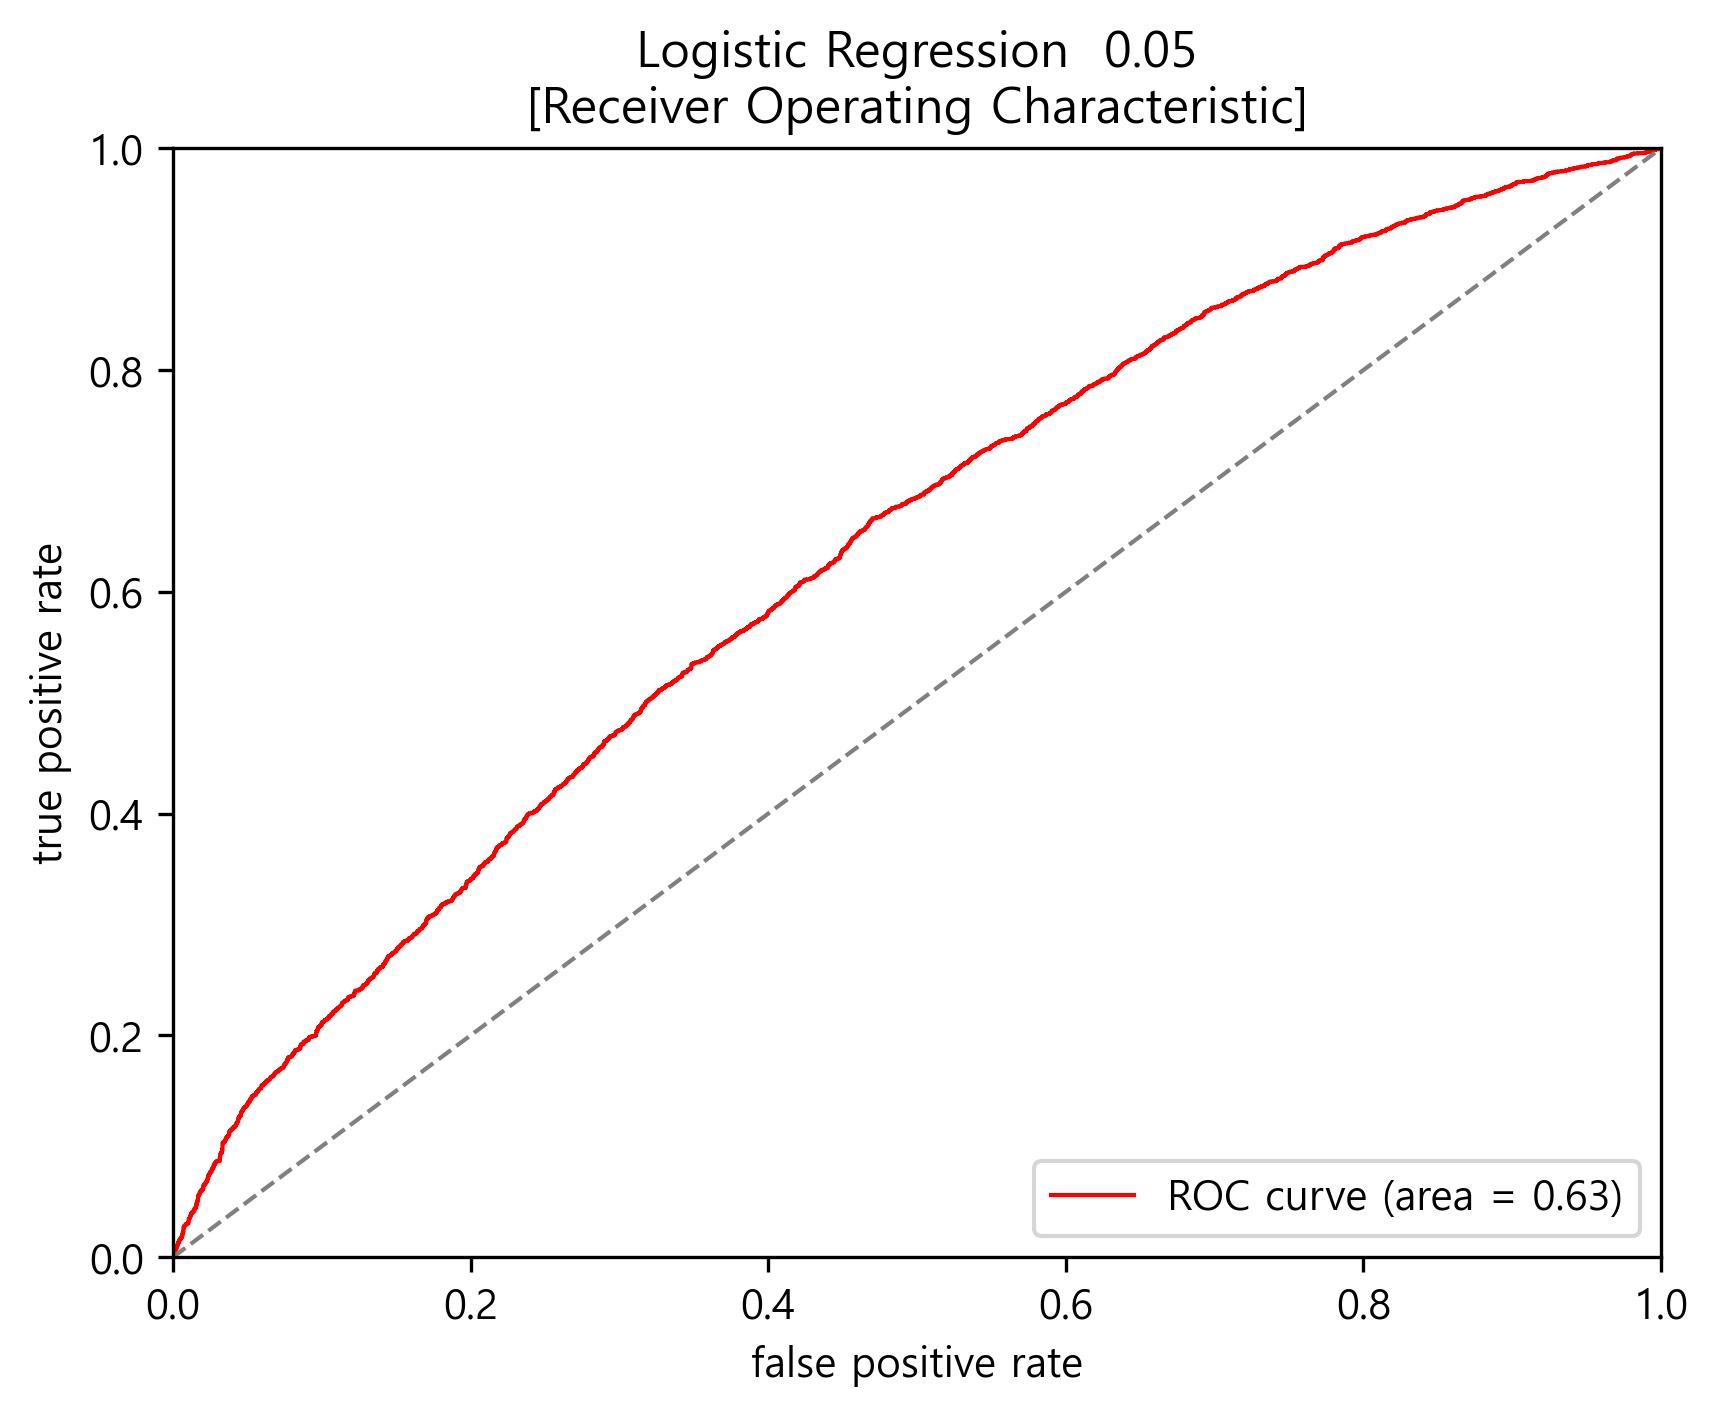 Logistic Regression  0.05
[Receiver Operating Characteristic]
1.0
0.8
0.6
0.4
0.2
0.0
true positive rate
ROC curve (area = 0.63)
0.0 0.2 0.4 0.6 0.8 1.0
false positive rate